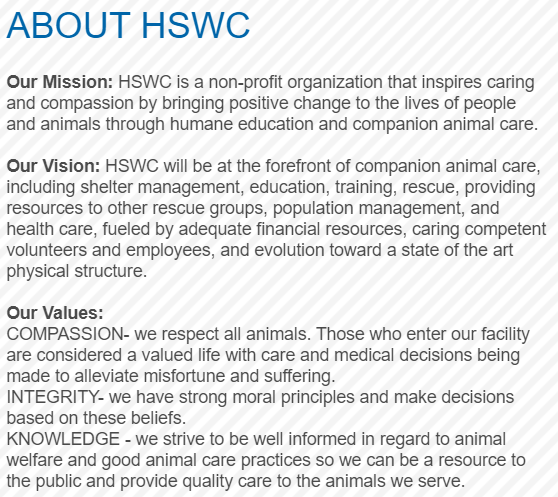 ABOUT HSWC
Our Mission: HSWC is a non-profit organization that inspires caring
and compassion by bringing positive change to the lives of people
and animals through humane education and companion animal care.
Our Vision: HSWC will be at the forefront of companion animal care,
including shelter management, education, training, rescue, providing
resources to other rescue groups, population management, and
health care, fueled by adequate financial resources, caring competent
volunteers and employees, and evolution toward a state of the art
physical structure.
Our Values:
COMPASSION- we respect all animals. Those who enter our facility
are considered a valued life with care and medical decisions being
made to alleviate misfortune and suffering.
INTEGRITY- we have strong moral principles and make decisions
based on these beliefs.
KNOWLEDGE - we strive to be well informed in regard to animal
welfare and good animal care practices so we can be a resource to
the public and provide quality care to the animals we serve.